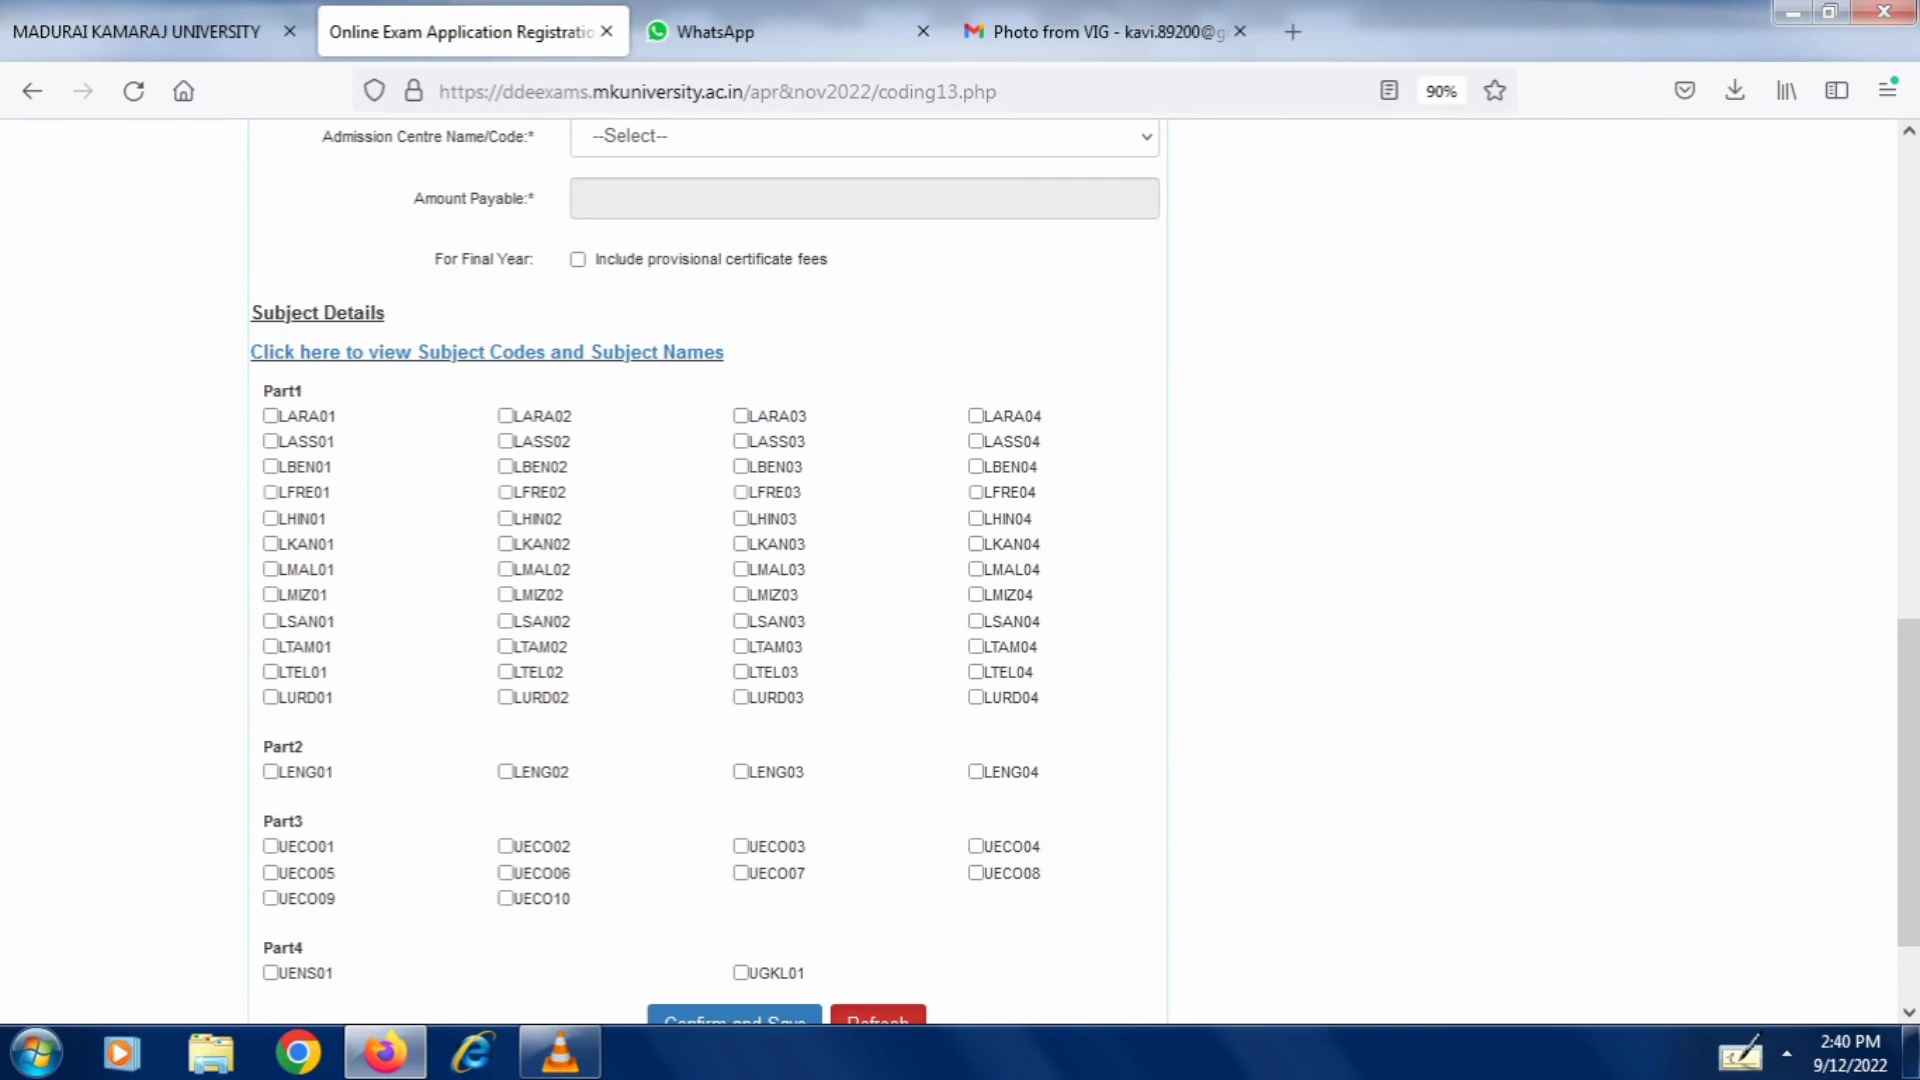 MADURAI KAMARAJ UNIVERSITY
Online Exam Application Registratio
WhatsApp
Photo from VIG - kavi.89200@g
https://ddeexams.mkuniversity.ac.in/apr&nov2022/coding13.php
90%
Admission Centre Name/Code:*
--Select--
Amount Payable:*
For Final Year:
Include provisional certificate fees
Subject Details
Click here to view Subject Codes and Subject Names
Part1
LARA01 LARA02 LARA03 LARA04
LASS01 LASS02 LASS03 LASS04
LBEN01 LBEN02 LBEN03 LBEN04
LFRE01 LFRE02 LFRE03 LFRE04
LHIN01 LHIN02 LHIN03 LHIN04
LKAN01 LKAN02 LKAN03 LKAN04
LMAL01 LMAL02 LMAL03 LMAL04
LMIZ01 LMIZ02 LMIZ03 LMIZ04
LSAN01 LSAN02 LSAN03 LSAN04
LTAM01 LTAM02 LTAM03 LTAM04
LTEL01 LTEL02 LTEL03 LTEL04
LURD01 LURD02 LURD03 LURD04
Part2
LENG01 LENG02 LENG03 LENG04
Part3
UECO01 UECO02 UECO03 UECO04
UECO05 UECO06 UECO07 UECO08
UECO09 UECO10
Part4
UENS01 UGKL01
Confirm and Save Refresh
2:40 PM
9/12/2022